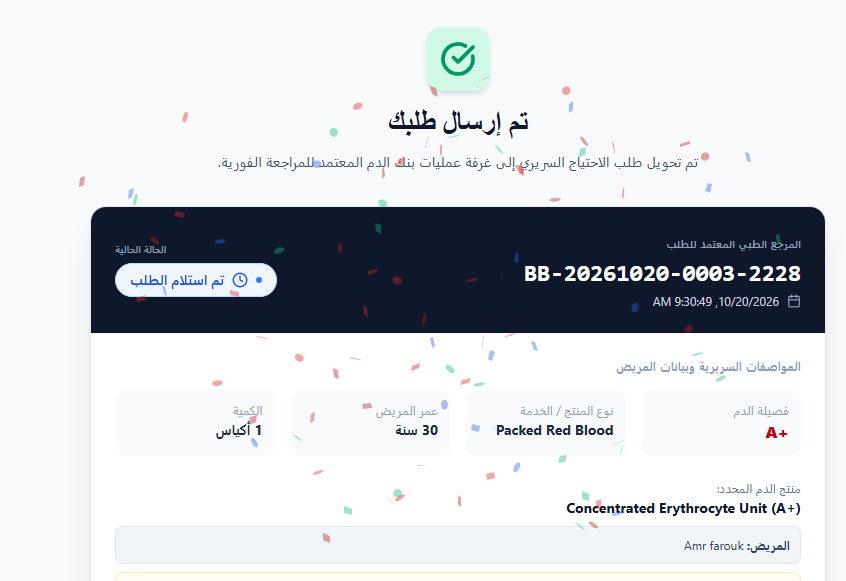 تم إرسال طلبك
تم تحويل طلب الاحتياج السريري إلى غرفة عمليات بنك الدم المعتمد للمراجعة الفورية.
المرجع الطبي المعتمد للطلب
BB-20261020-0003-2228
10/20/2026, 9:30:49 AM
الحالة الحالية
تم استلام الطلب
المواصفات السريرية وبيانات المريض
فصيلة الدم
A+
نوع المنتج / الخدمة
Packed Red Blood
عمر المريض
30 سنة
الكمية
1 أكياس
منتج الدم المحدد:
Concentrated Erythrocyte Unit (A+)
المريض: Amr farouk